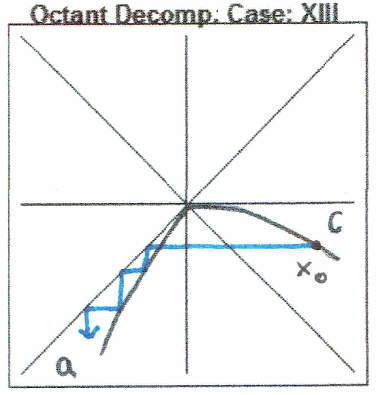 Octant Decomp. Case: XIII
C
x₀
a